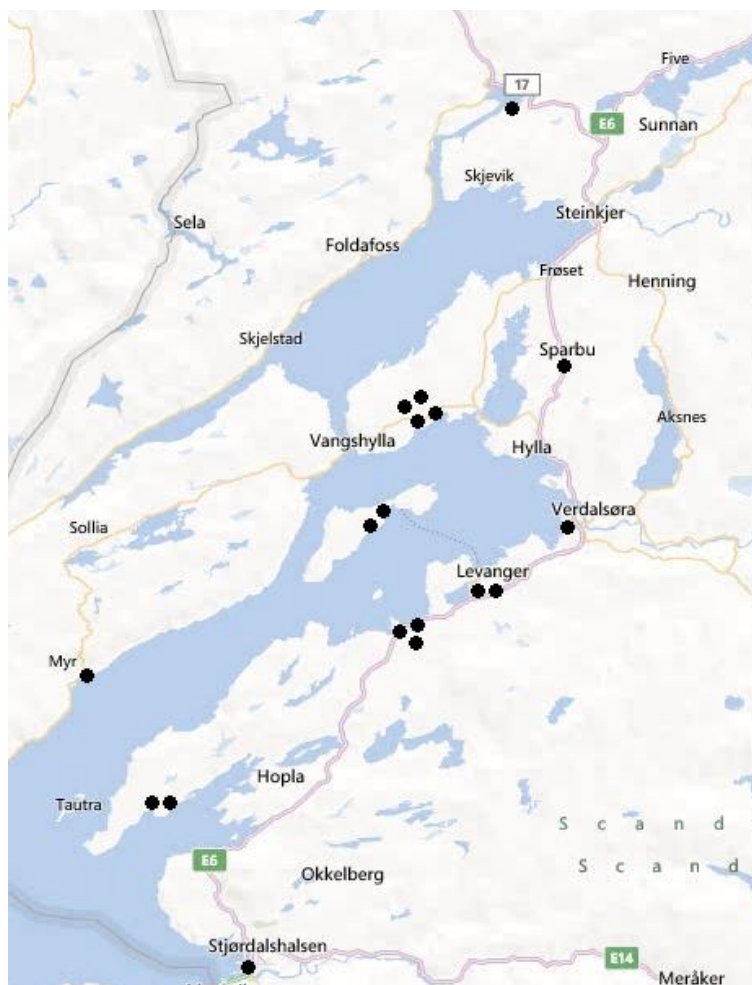 Five
17
E6
Sunnan
Skjevik
Steinkjer
Sela
Foldafoss
Frøset
Henning
Skjelstad
Sparbu
Aksnes
Vangshylla
Hylla
Verdalsøra
Sollia
Levanger
Myr
Hopla
Tautra
S c a n d
E6
S c a n d
Okkelberg
Stjørdalshalsen
E14
Meråker